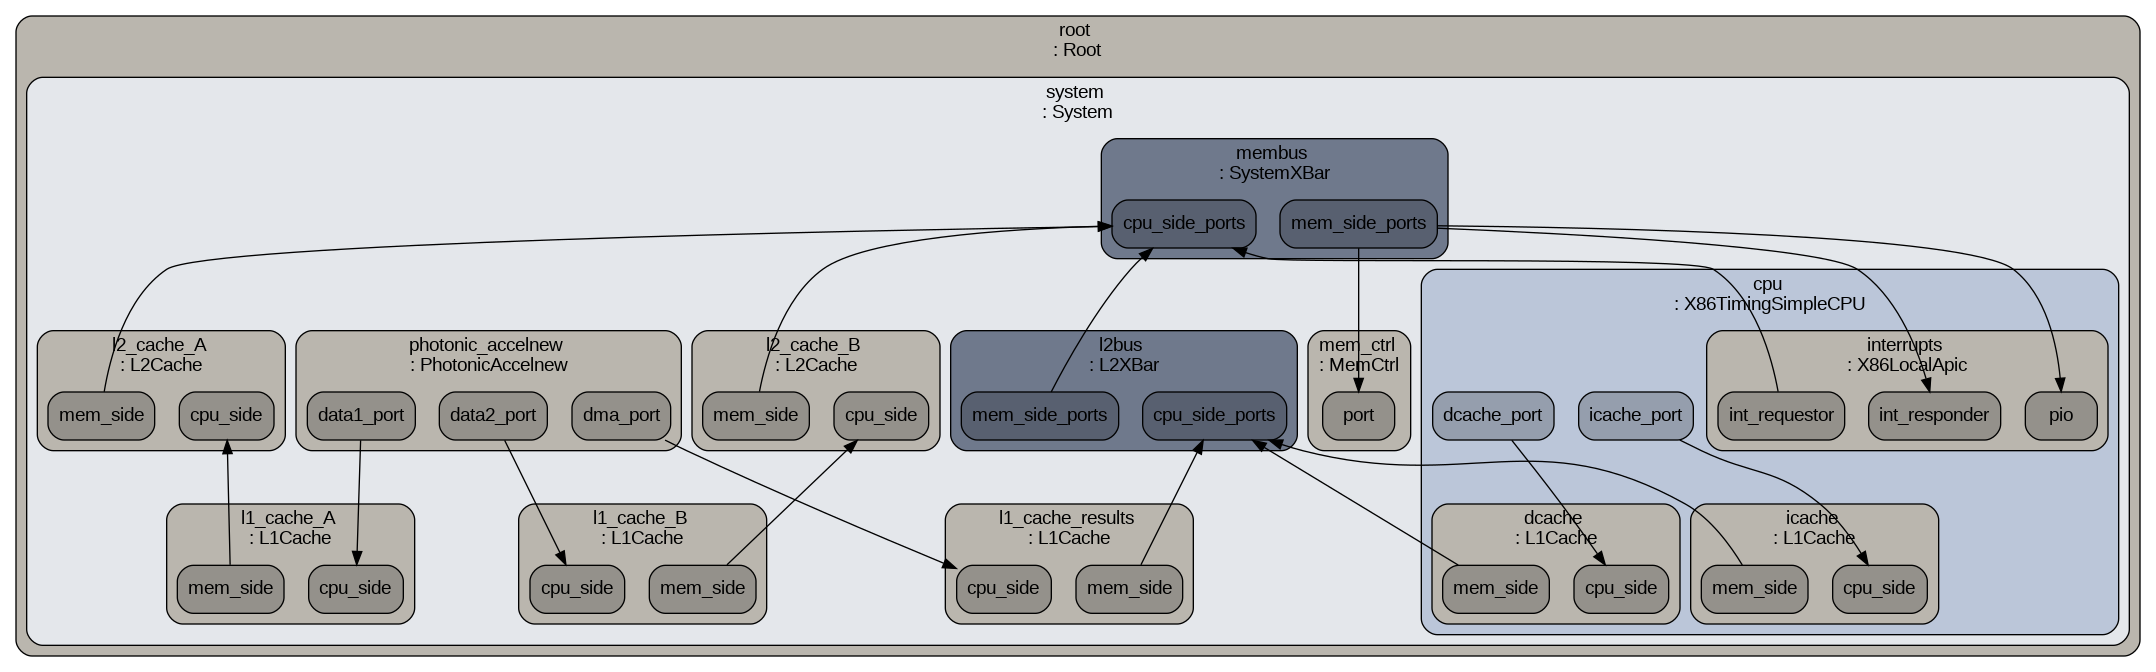 root
: Root
system
: System
membus
: SystemXBar
cpu_side_ports
mem_side_ports
cpu
: X86TimingSimpleCPU
l2_cache_A
: L2Cache
mem_side
cpu_side
photonic_accelnew
: PhotonicAccelnew
data1_port
data2_port
dma_port
l2_cache_B
: L2Cache
mem_side
cpu_side
l2bus
: L2XBar
mem_side_ports
cpu_side_ports
mem_ctrl
: MemCtrl
port
dcache_port
icache_port
interrupts
: X86LocalApic
int_requestor
int_responder
pio
l1_cache_A
: L1Cache
mem_side
cpu_side
l1_cache_B
: L1Cache
cpu_side
mem_side
l1_cache_results
: L1Cache
cpu_side
mem_side
dcache
: L1Cache
mem_side
cpu_side
icache
: L1Cache
mem_side
cpu_side